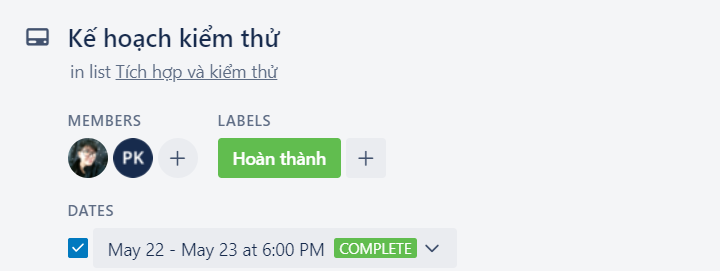 Kế hoạch kiểm thử
in list Tích hợp và kiểm thử
MEMBERS LABELS
PK + Hoàn thành +
DATES
May 22 - May 23 at 6:00 PM COMPLETE